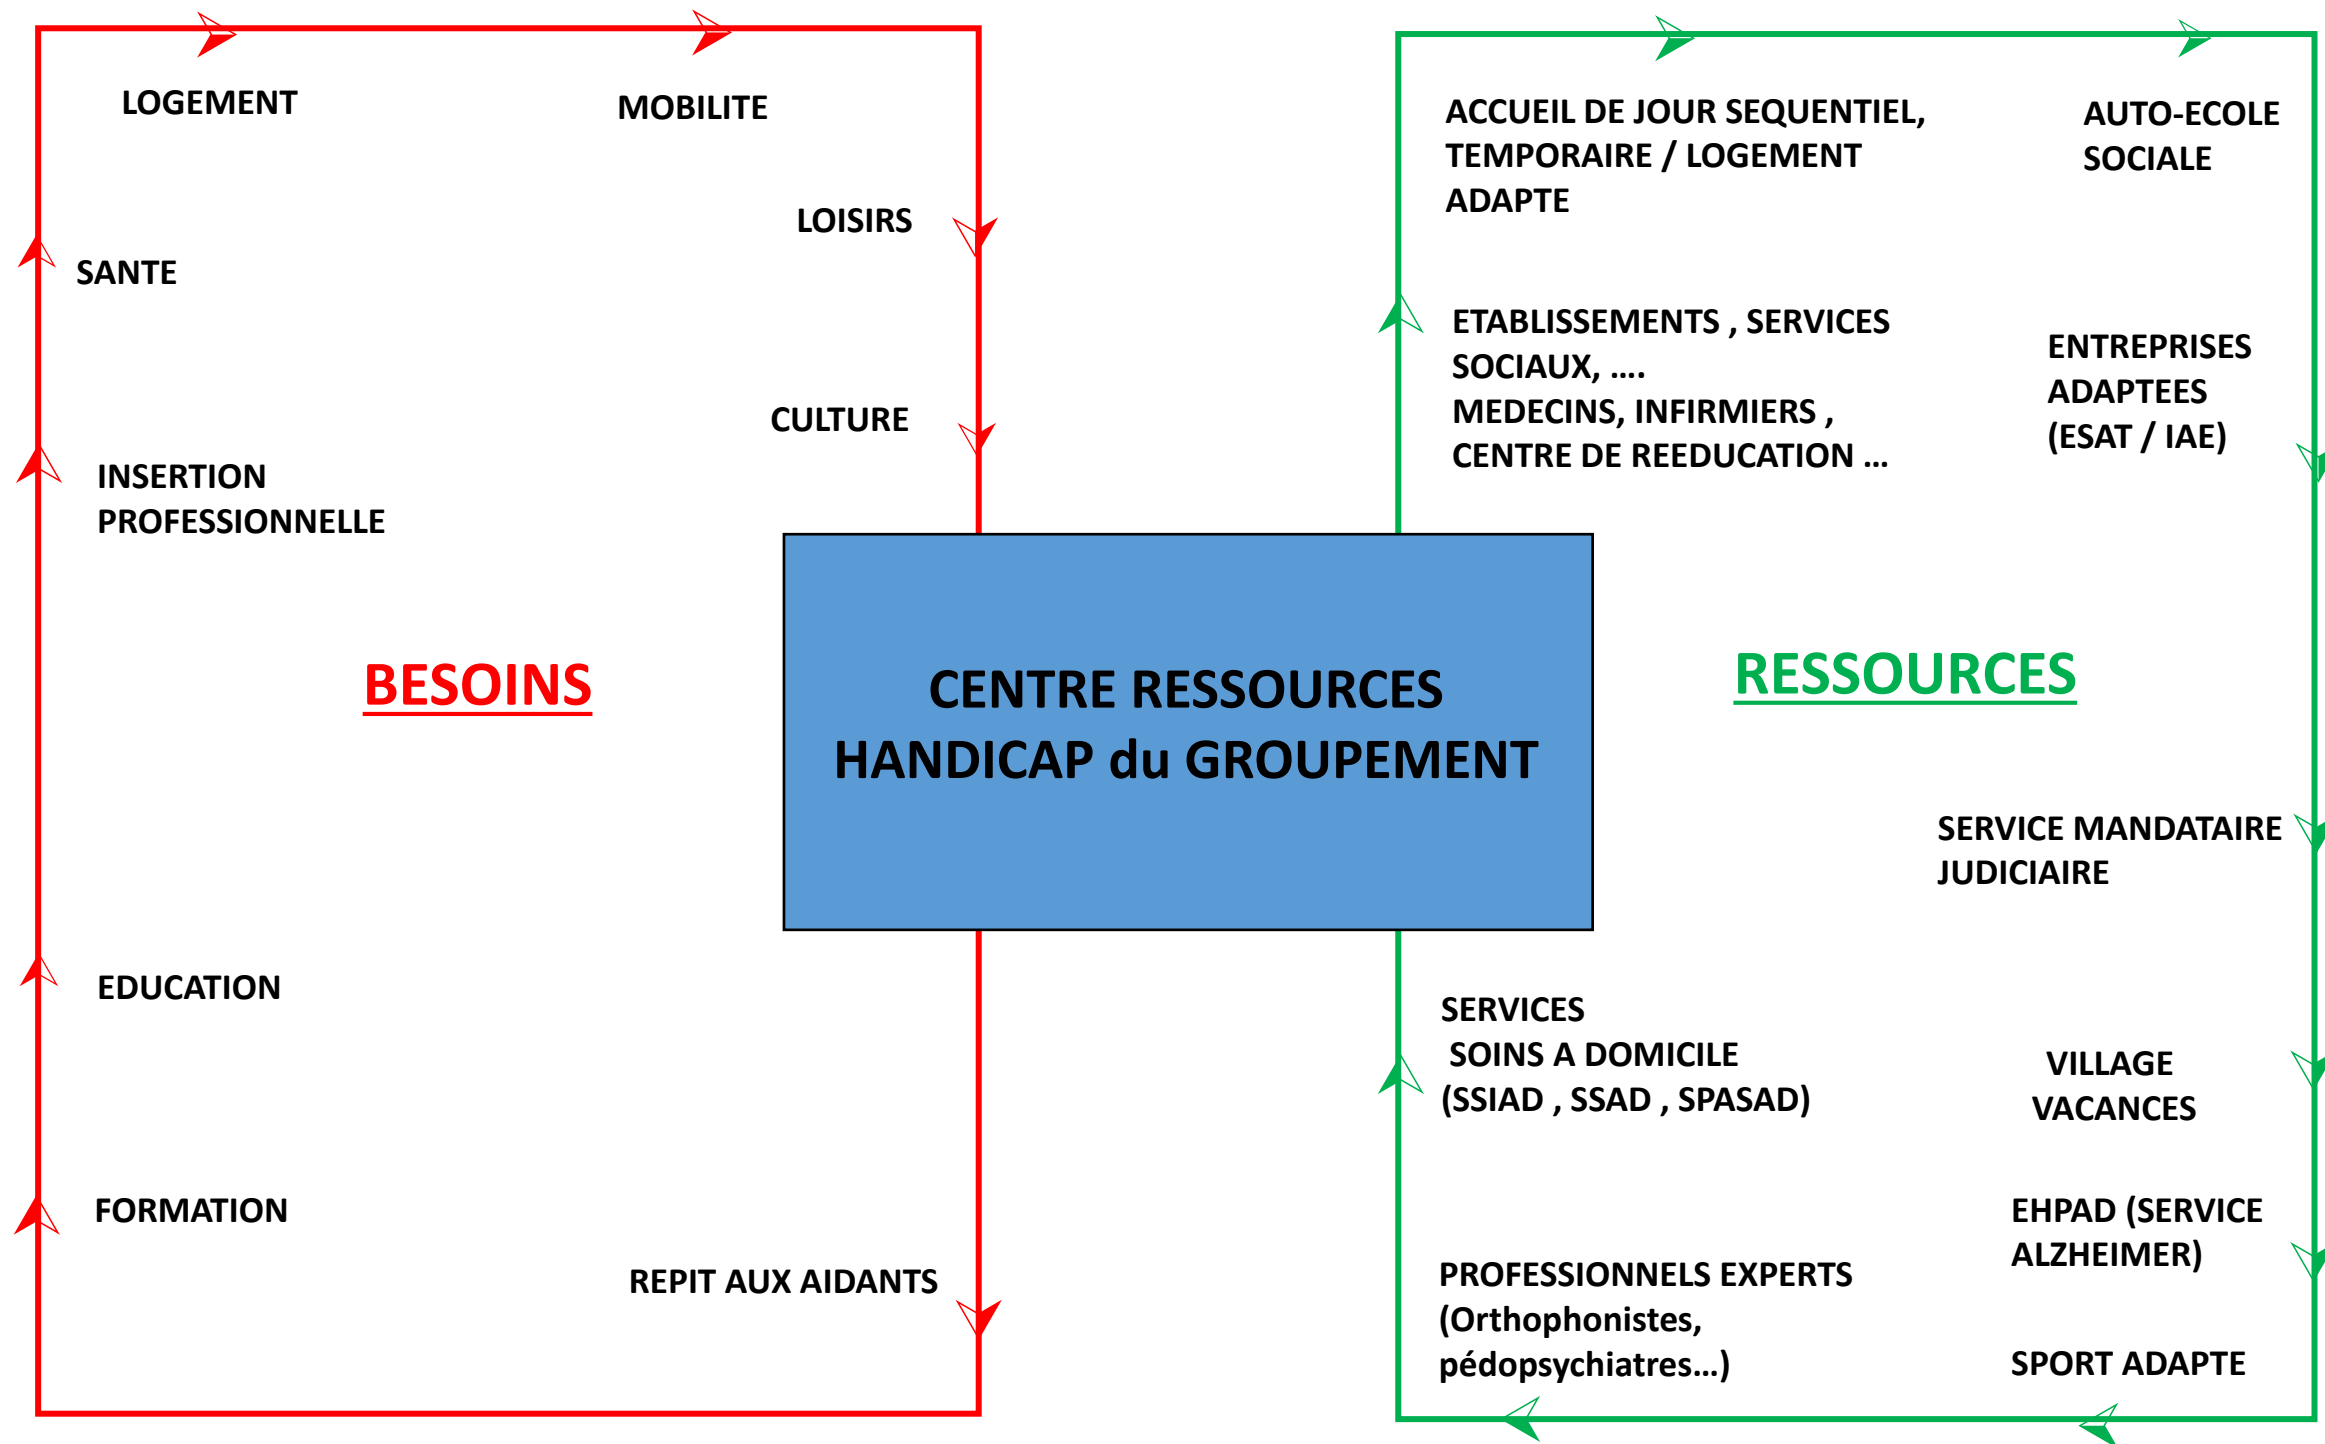 LOGEMENT
MOBILITE
LOISIRS
SANTE
CULTURE
INSERTION
PROFESSIONNELLE
BESOINS
EDUCATION
FORMATION
REPIT AUX AIDANTS
CENTRE RESSOURCES
HANDICAP du GROUPEMENT
ACCUEIL DE JOUR SEQUENTIEL,
TEMPORAIRE / LOGEMENT
ADAPTE
AUTO-ECOLE
SOCIALE
ETABLISSEMENTS , SERVICES
SOCIAUX, ....
MEDECINS, INFIRMIERS ,
CENTRE DE REEDUCATION ...
ENTREPRISES
ADAPTEES
(ESAT / IAE)
RESSOURCES
SERVICE MANDATAIRE
JUDICIAIRE
SERVICES
SOINS A DOMICILE
(SSIAD , SSAD , SPASAD)
VILLAGE
VACANCES
EHPAD (SERVICE
ALZHEIMER)
PROFESSIONNELS EXPERTS
(Orthophonistes,
pédopsychiatres...)
SPORT ADAPTE